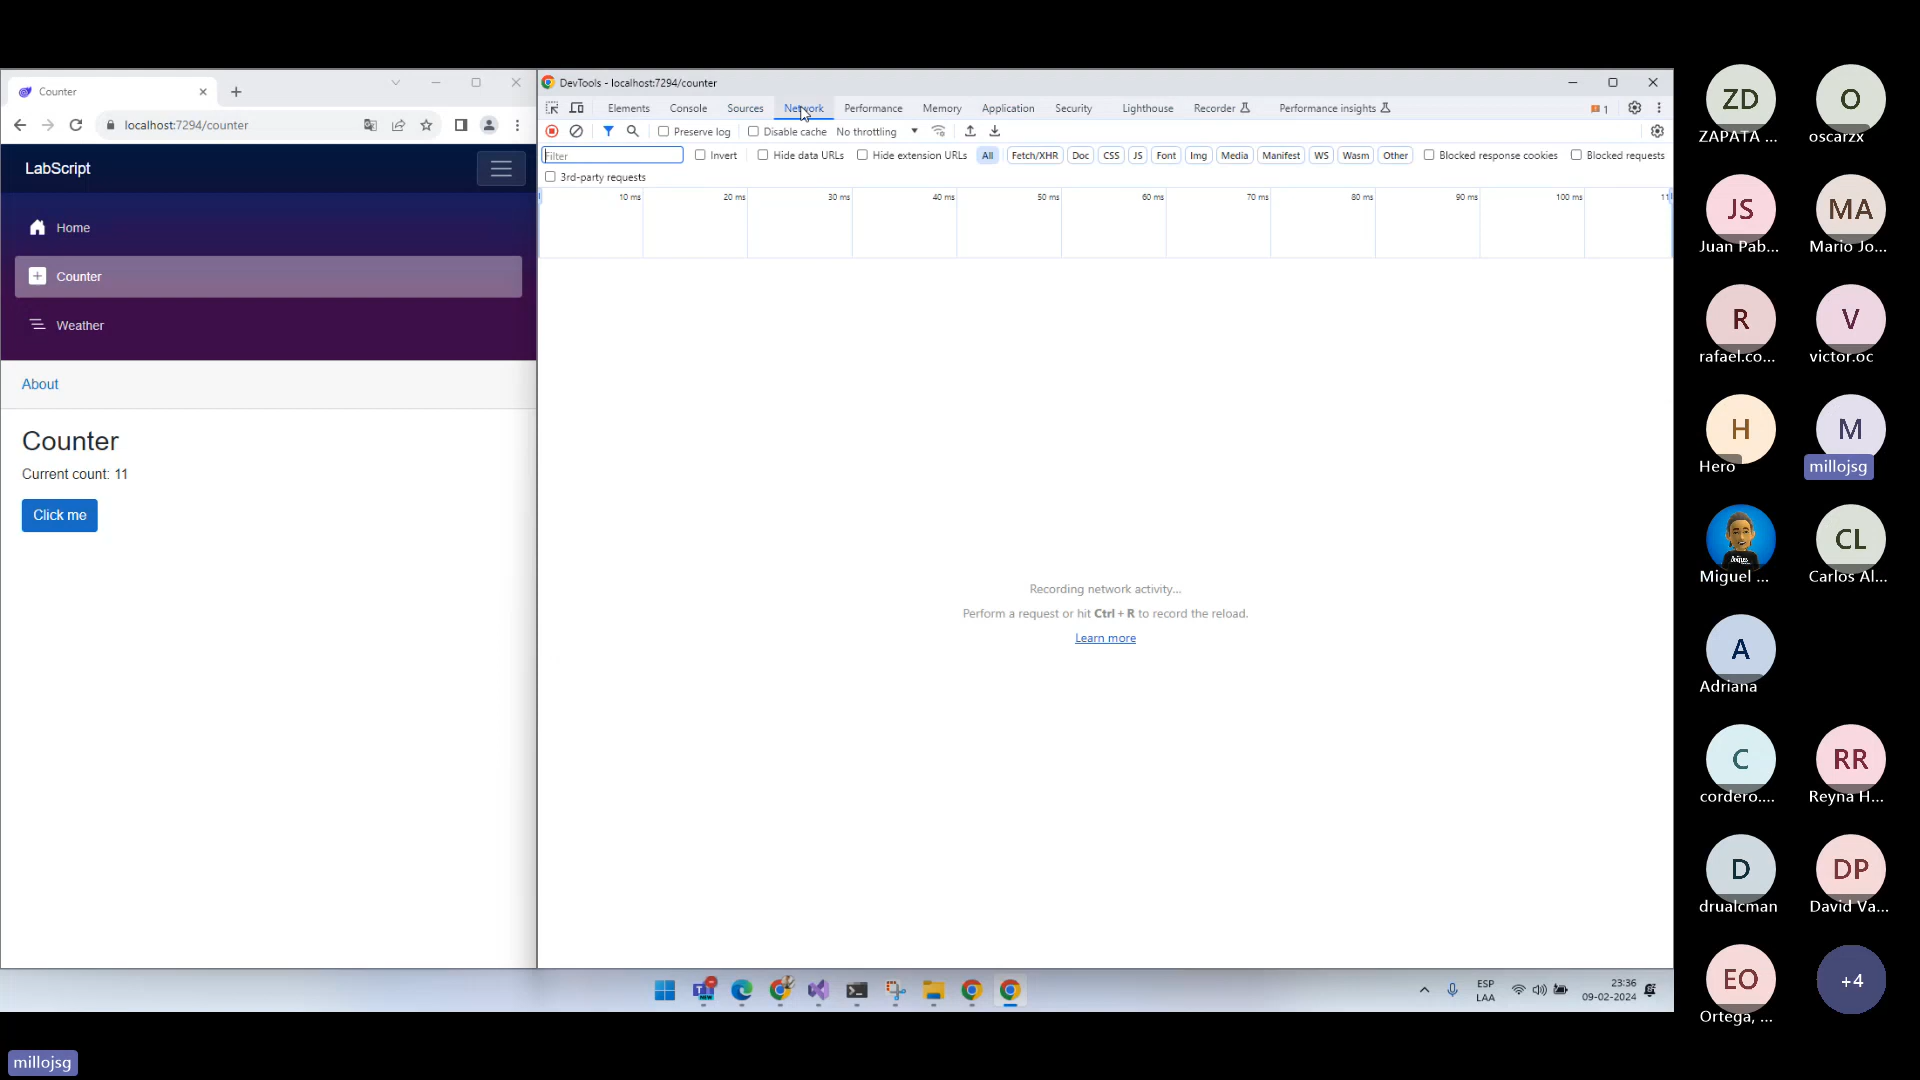 Counter
localhost:7294/counter
LabScript
Home
Counter
Weather
About
Counter
Current count: 11
Click me
DevTools - localhost:7294/counter
Elements Console Sources Network Performance Memory Application Security Lighthouse Recorder Performance insights 1
Preserve log Disable cache No throttling
Filter Invert Hide data URLs Hide extension URLs All Fetch/XHR Doc CSS JS Font Img Media Manifest WS Wasm Other Blocked response cookies Blocked requests
3rd-party requests
10 ms 20 ms 30 ms 40 ms 50 ms 60 ms 70 ms 80 ms 90 ms 100 ms 11
Recording network activity...
Perform a request or hit Ctrl + R to record the reload.
Learn more
ESP
LAA
23:36
09-02-2024
ZD O
ZAPATA ... oscarzx
JS MA
Juan Pab... Mario Jo...
R V
rafael.co... victor.oc
H M
Hero millojsg
CL
Miguel ... Carlos Al...
A
Adriana
C RR
cordero.... Reyna H...
D DP
drualcman David Va...
EO +4
Ortega, ...
millojsg